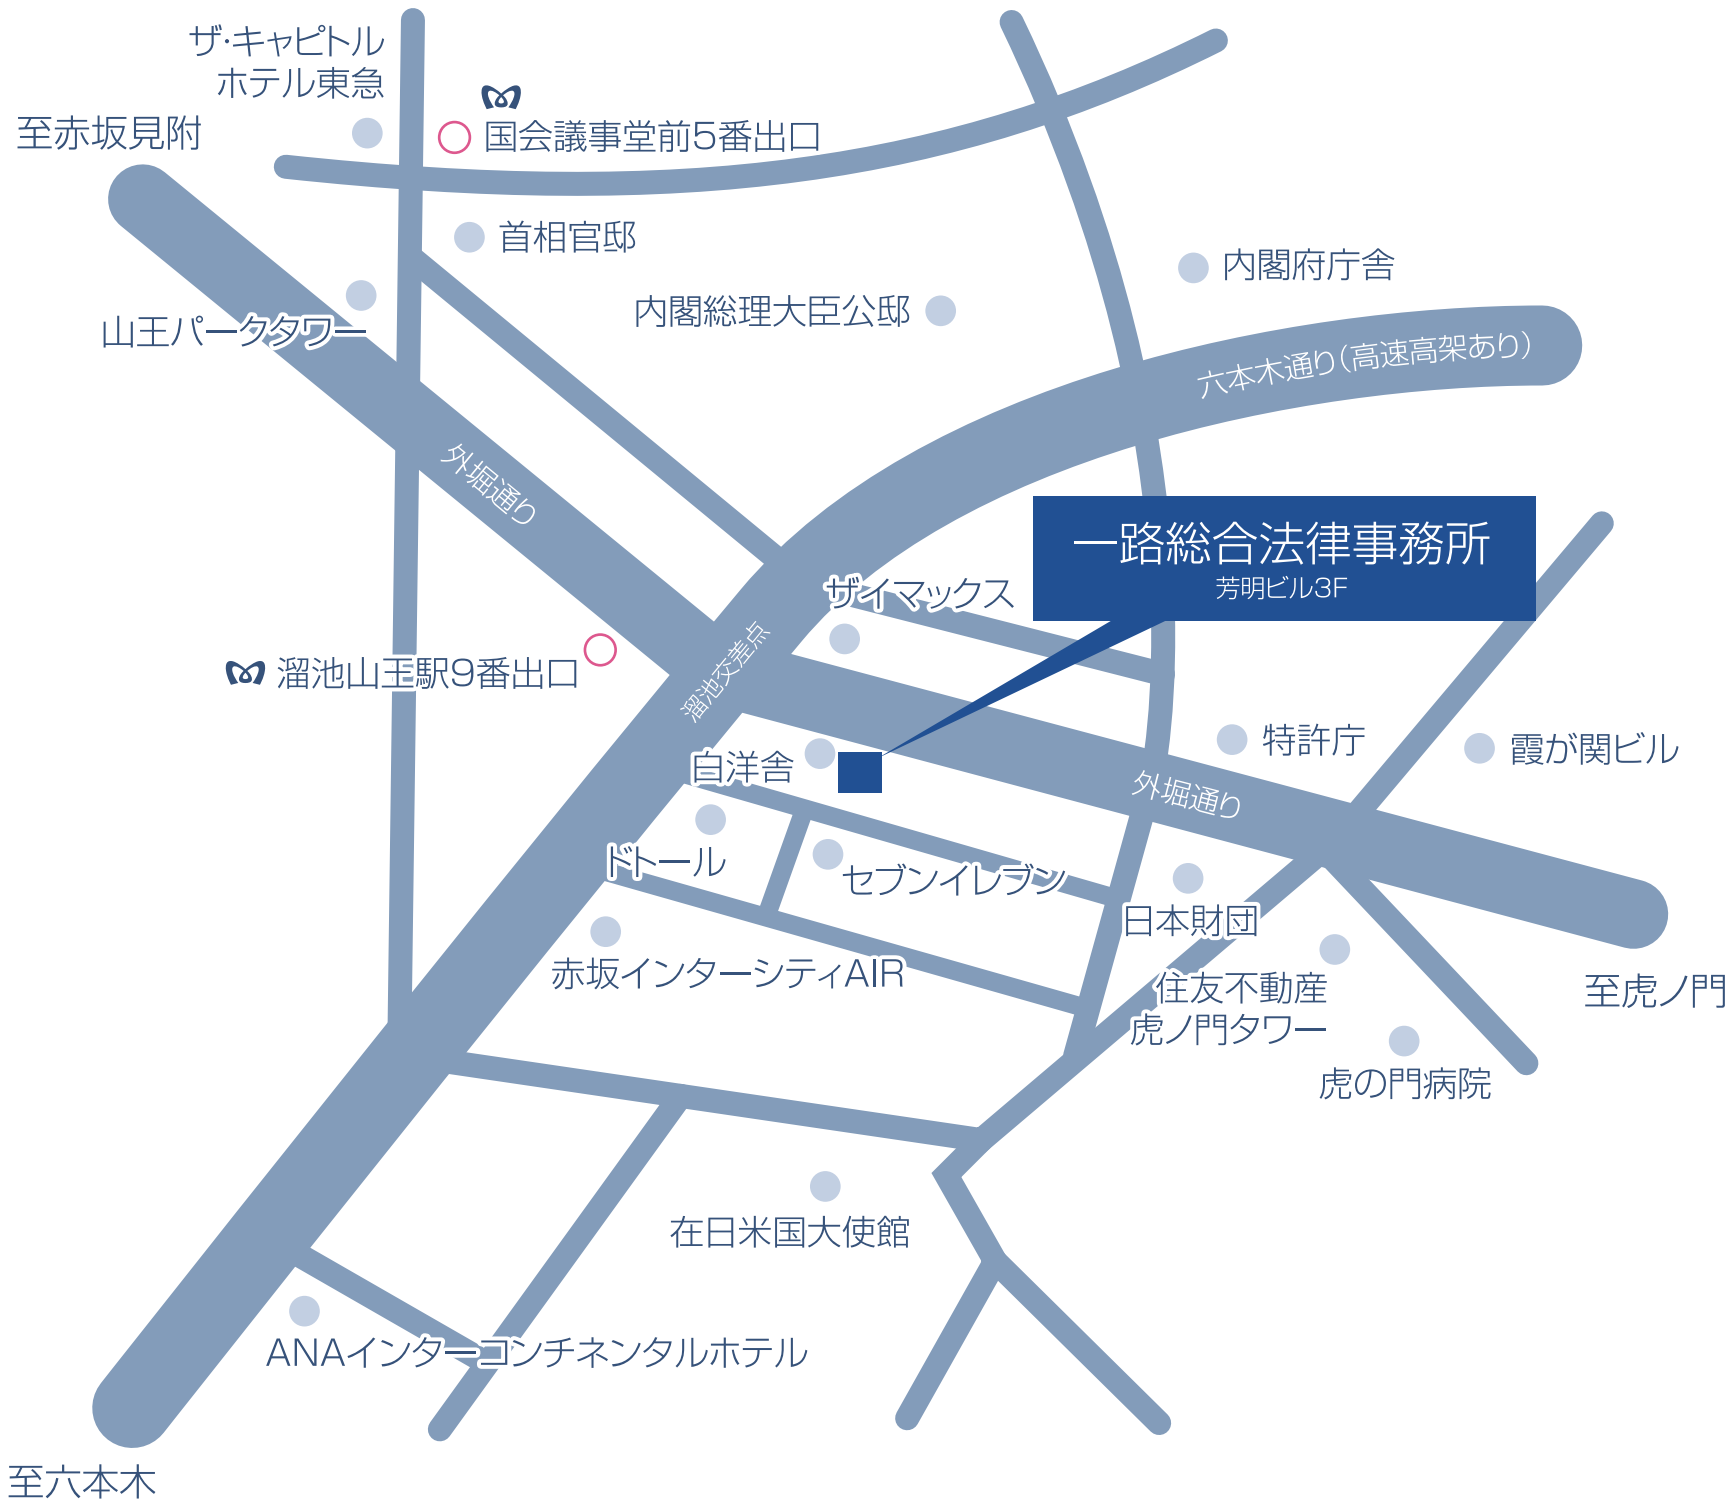 ザ・キャピトル
ホテル東急
至赤坂見附
国会議事堂前5番出口
首相官邸
内閣府庁舎
内閣総理大臣公邸
山王パークタワー
六本木通り(高速高架あり)
外堀通り
一路総合法律事務所
芳明ビル3F
ザイマックス
溜池交差点
溜池山王駅9番出口
特許庁
霞が関ビル
白洋舎
外堀通り
ドトール
セブンイレブン
日本財団
赤坂インターシティAIR
住友不動産
虎ノ門タワー
至虎ノ門
虎の門病院
在日米国大使館
ANAインターコンチネンタルホテル
至六本木